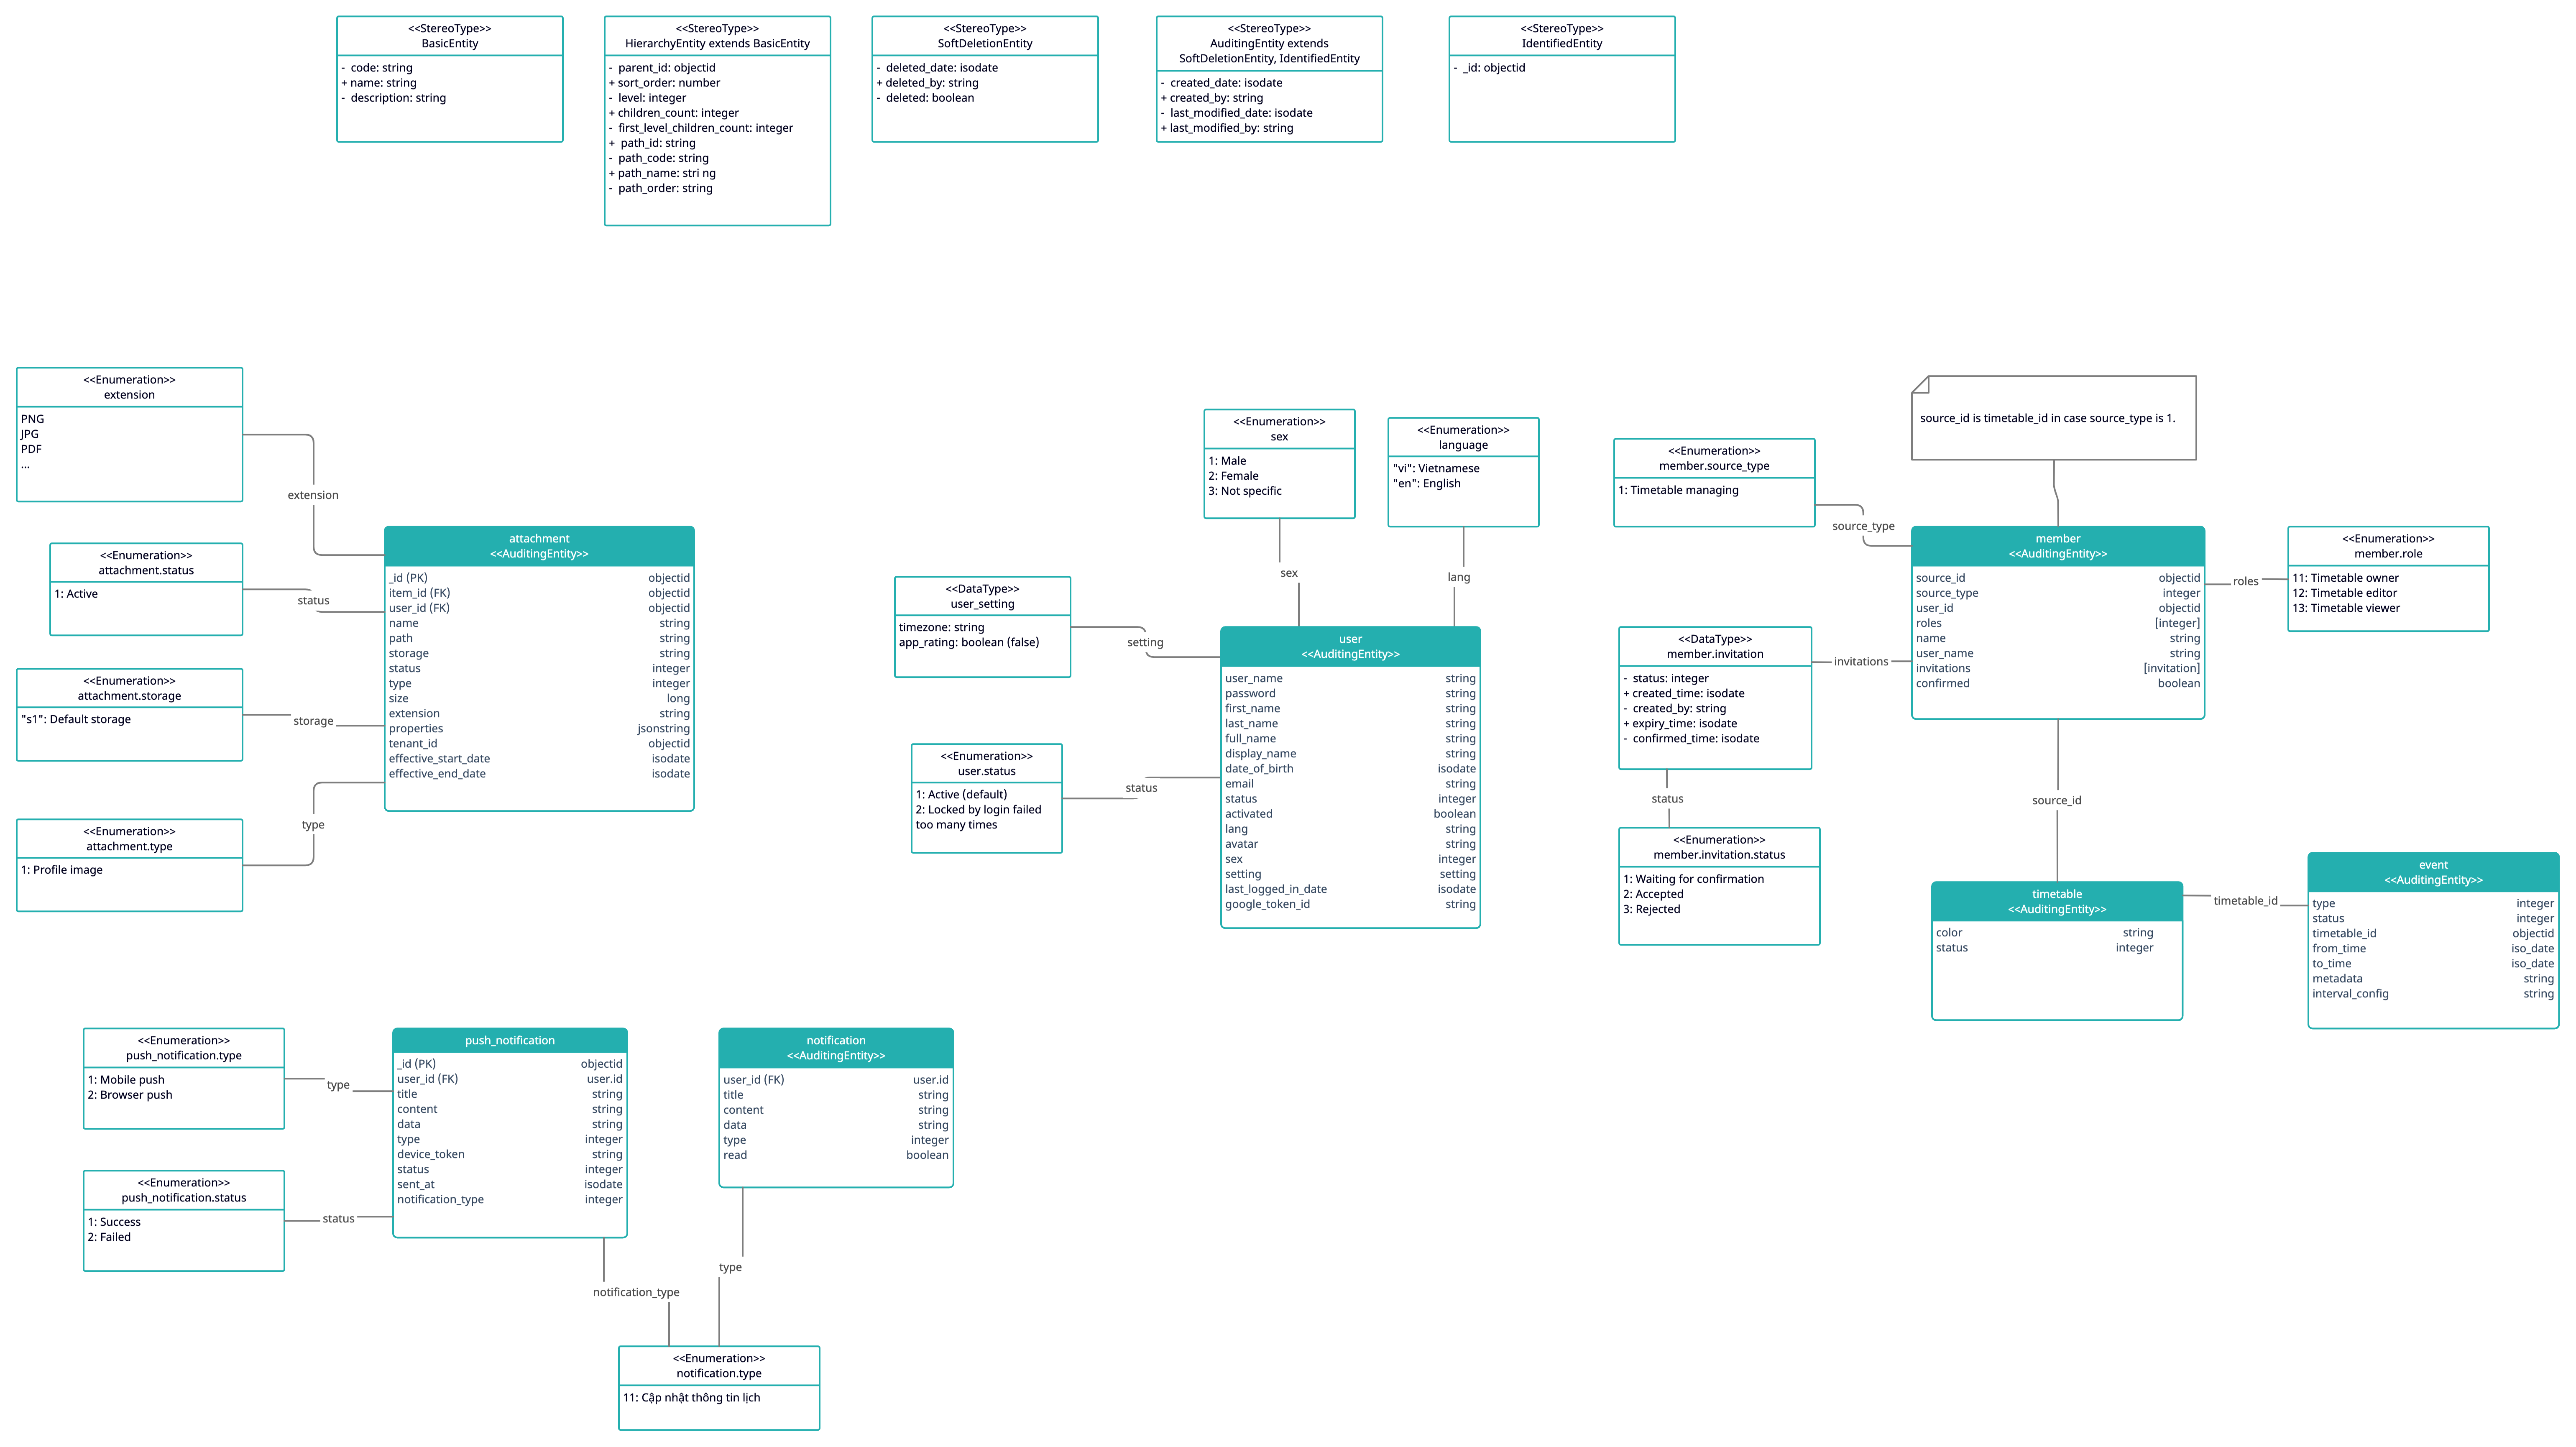 <<StereoType>>
BasicEntity
- code: string
+ name: string
- description: string
<<StereoType>>
HierarchyEntity extends BasicEntity
- parent_id: objectid
+ sort_order: number
- level: integer
+ children_count: integer
- first_level_children_count: integer
+ path_id: string
- path_code: string
+ path_name: stri ng
- path_order: string
<<StereoType>>
SoftDeletionEntity
- deleted_date: isodate
+ deleted_by: string
- deleted: boolean
<<StereoType>>
AuditingEntity extends
SoftDeletionEntity, IdentifiedEntity
- created_date: isodate
+ created_by: string
- last_modified_date: isodate
+ last_modified_by: string
<<StereoType>>
IdentifiedEntity
- _id: objectid
<<Enumeration>>
extension
PNG
JPG
PDF
...
extension
<<Enumeration>>
attachment.status
1: Active
status
<<Enumeration>>
attachment.storage
"s1": Default storage
storage
<<Enumeration>>
attachment.type
1: Profile image
type
attachment
<<AuditingEntity>>
_id (PK) objectid
item_id (FK) objectid
user_id (FK) objectid
name string
path string
storage string
status integer
type integer
size long
extension string
properties jsonstring
tenant_id objectid
effective_start_date isodate
effective_end_date isodate
<<Enumeration>>
sex
1: Male
2: Female
3: Not specific
sex
<<Enumeration>>
language
"vi": Vietnamese
"en": English
lang
<<DataType>>
user_setting
timezone: string
app_rating: boolean (false)
setting
<<Enumeration>>
user.status
1: Active (default)
2: Locked by login failed
too many times
status
user
<<AuditingEntity>>
user_name string
password string
first_name string
last_name string
full_name string
display_name string
date_of_birth isodate
email string
status integer
activated boolean
lang string
avatar string
sex integer
setting setting
last_logged_in_date isodate
google_token_id string
source_id is timetable_id in case source_type is 1.
<<Enumeration>>
member.source_type
1: Timetable managing
source_type
member
<<AuditingEntity>>
source_id objectid
source_type integer
user_id objectid
roles [integer]
name string
user_name string
invitations [invitation]
confirmed boolean
roles
<<Enumeration>>
member.role
11: Timetable owner
12: Timetable editor
13: Timetable viewer
<<DataType>>
member.invitation
- status: integer
+ created_time: isodate
- created_by: string
+ expiry_time: isodate
- confirmed_time: isodate
invitations
status
<<Enumeration>>
member.invitation.status
1: Waiting for confirmation
2: Accepted
3: Rejected
source_id
timetable
<<AuditingEntity>>
color string
status integer
timetable_id
event
<<AuditingEntity>>
type integer
status integer
timetable_id objectid
from_time iso_date
to_time iso_date
metadata string
interval_config string
<<Enumeration>>
push_notification.type
1: Mobile push
2: Browser push
type
<<Enumeration>>
push_notification.status
1: Success
2: Failed
status
push_notification
_id (PK) objectid
user_id (FK) user.id
title string
content string
data string
type integer
device_token string
status integer
sent_at isodate
notification_type integer
notification
<<AuditingEntity>>
user_id (FK) user.id
title string
content string
data string
type integer
read boolean
type
notification_type
<<Enumeration>>
notification.type
11: Cập nhật thông tin lịch